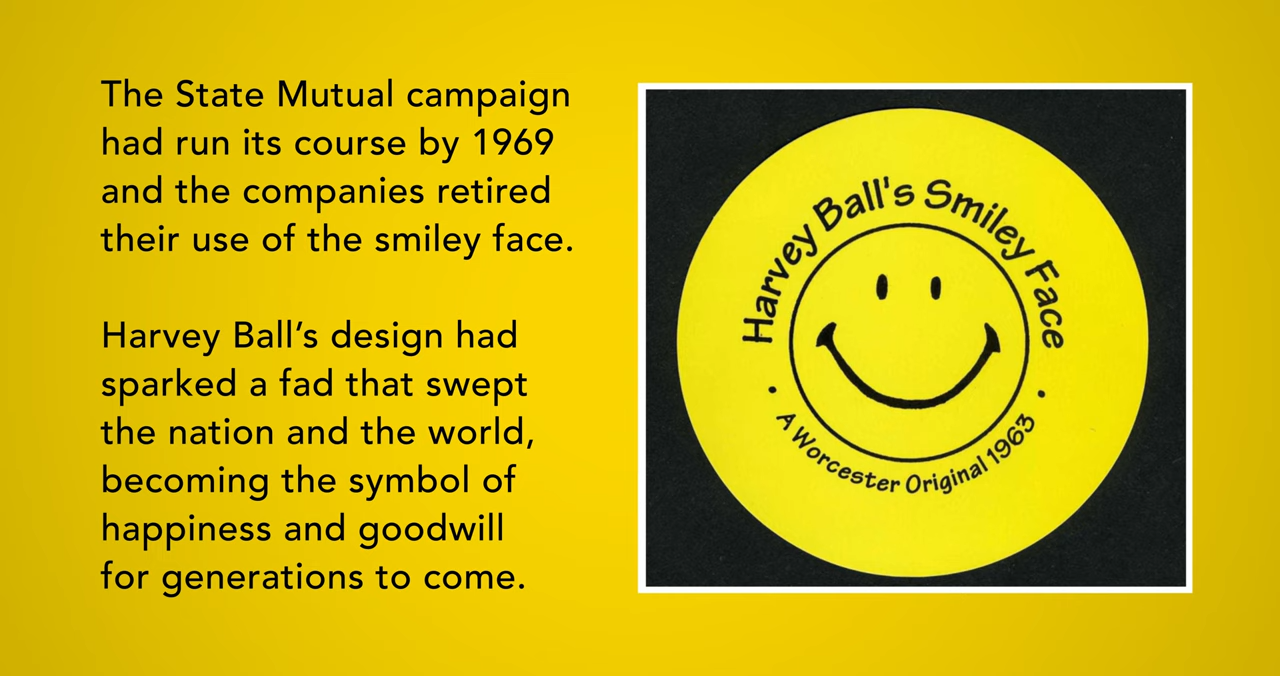 The State Mutual campaign
had run its course by 1969
and the companies retired
their use of the smiley face.
Harvey Ball’s design had
sparked a fad that swept
the nation and the world,
becoming the symbol of
happiness and goodwill
for generations to come.
Harvey Ball's Smiley Face
• A Worcester Original 1963 •